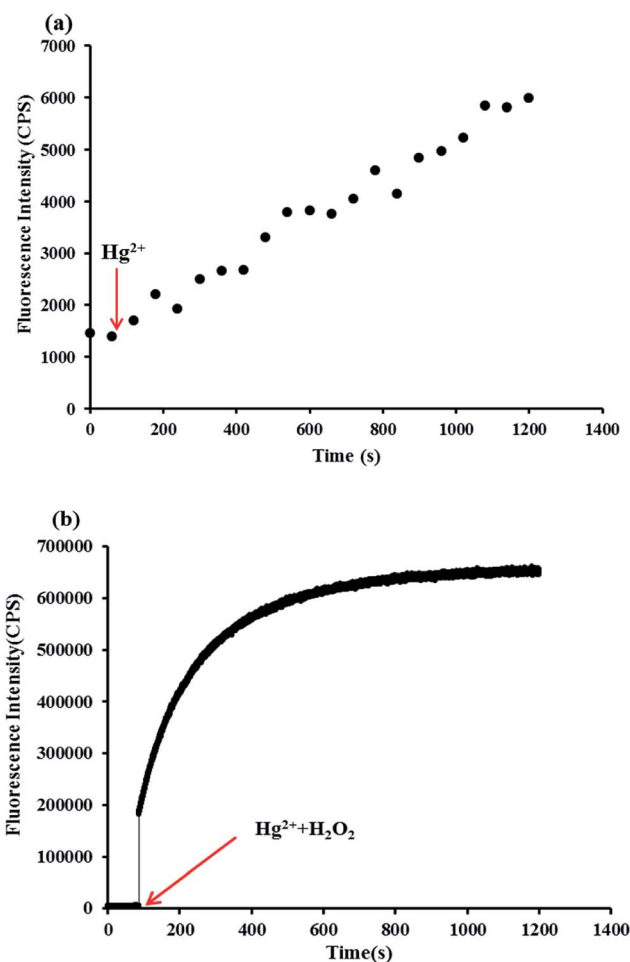 (a)
Fluorescence Intensity (CPS)
7000
6000
5000
4000
3000
2000
1000
0
Hg²⁺
0 200 400 600 800 1000 1200 1400
Time (s)
(b)
Fluorescence Intensity(CPS)
700000
600000
500000
400000
300000
200000
100000
0
Hg²⁺+H₂O₂
0 200 400 600 800 1000 1200 1400
Time(s)